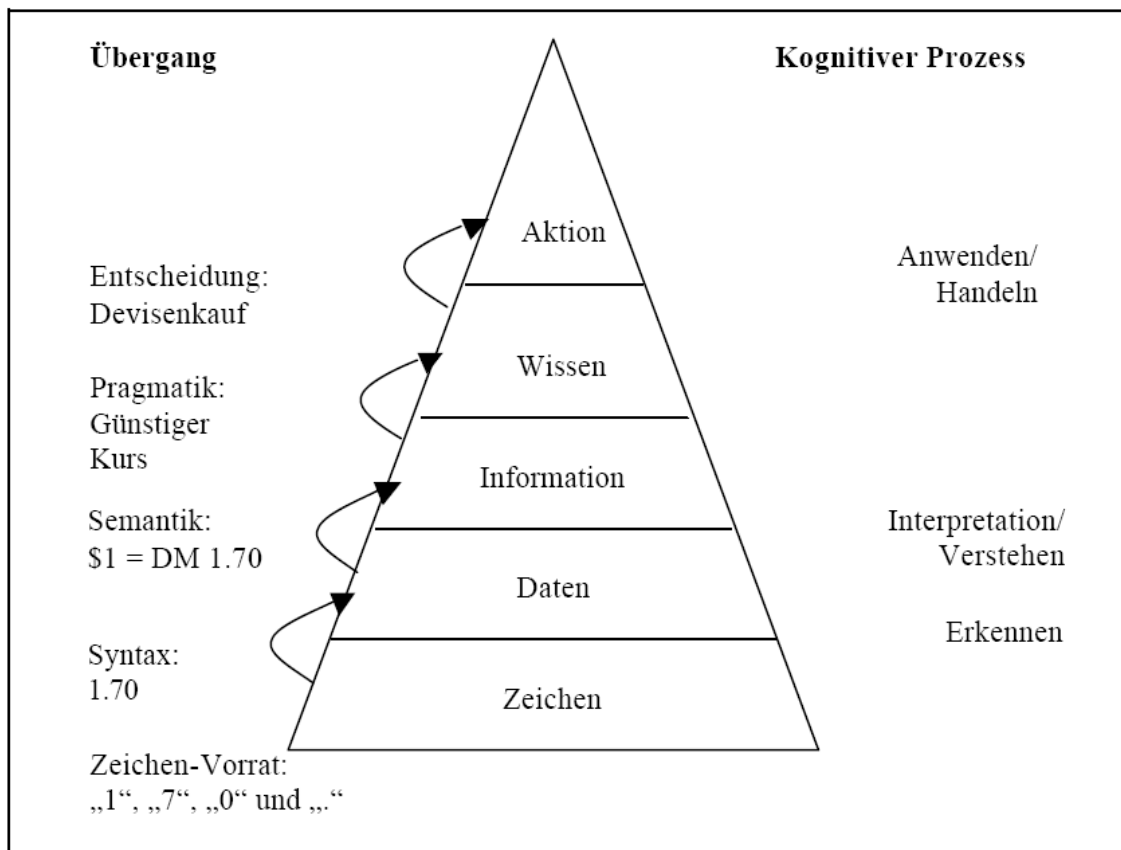 Übergang
Kognitiver Prozess
Aktion
Anwenden/
Handeln
Entscheidung:
Devisenkauf
Wissen
Pragmatik:
Günstiger
Kurs
Information
Semantik:
$1 = DM 1.70
Interpretation/
Verstehen
Daten
Erkennen
Syntax:
1.70
Zeichen
Zeichen-Vorrat:
„1“, „7“, „0“ und „.“